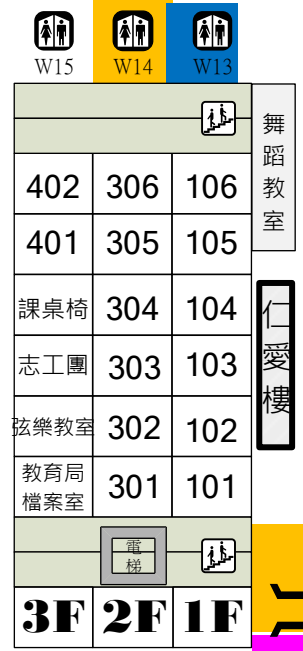 W15 W14 W13
舞蹈教室
402 306 106
401 305 105
課桌椅 304 104
仁愛樓
志工團 303 103
弦樂教室 302 102
教育局
檔案室 301 101
電梯
3F 2F 1F